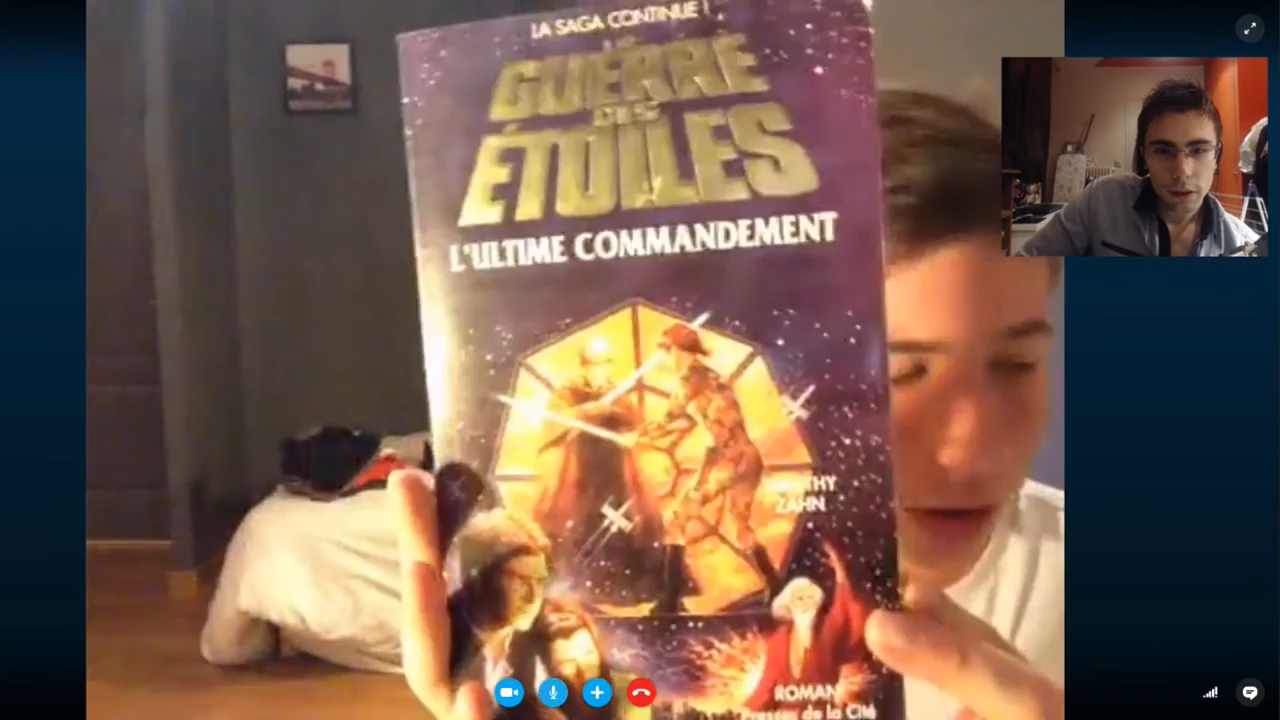 LA SAGA CONTINUE !
LA
GUERRE
DES
ÉTOILES
L'ULTIME COMMANDEMENT
ZAHN
ROMAN
Presses de la Cité